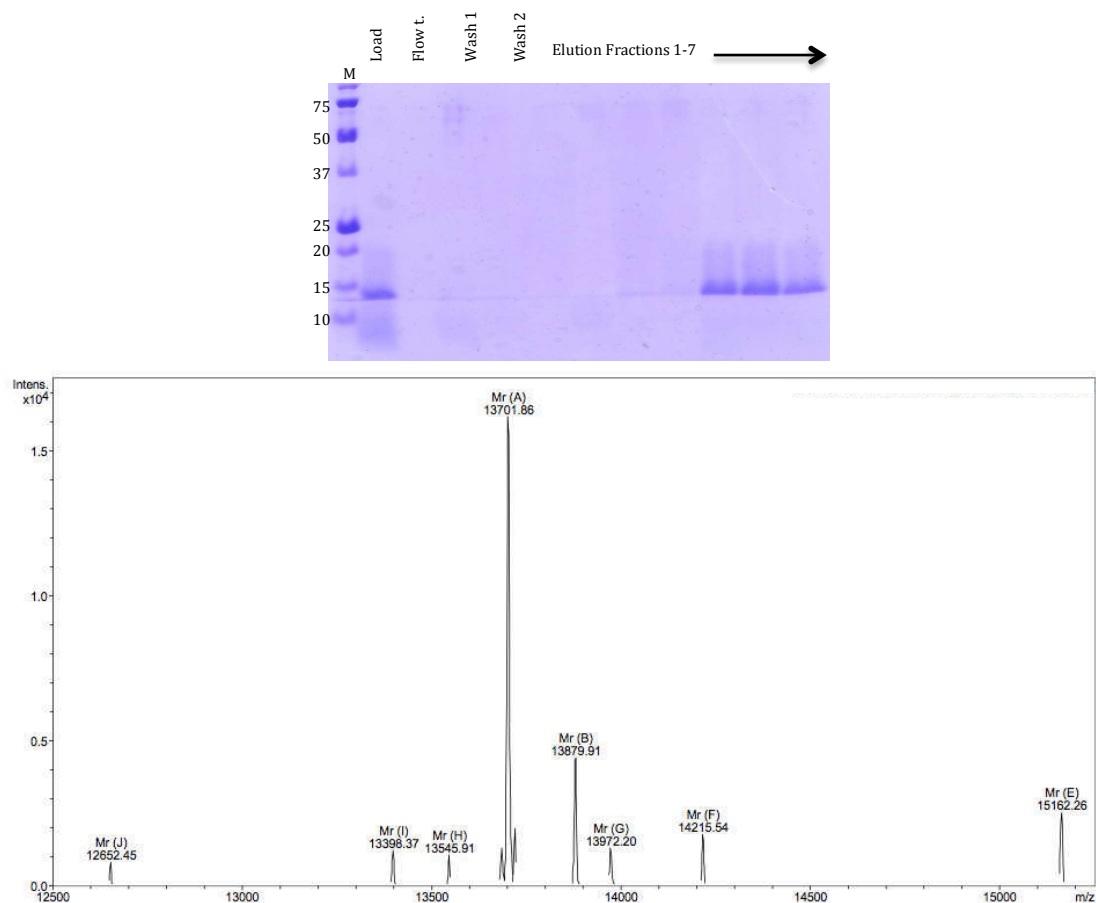 Load
Flow t.
Wash 1
Wash 2
Elution Fractions 1-7
M
75
50
37
25
20
15
10
Intens.
x10⁴
Mr (A)
13701.86
1.5
1.0
0.5
Mr (B)
13879.91
Mr (E)
15162.26
Mr (F)
14215.54
Mr (G)
13972.20
Mr (I)
13398.37
Mr (H)
13545.91
Mr (J)
12652.45
0.0
12500
13000
13500
14000
14500
15000
m/z